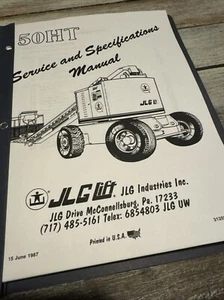 50HT
Service and Specifications
Manual
JLG
JLG Lift JLG Industries Inc.
JLG Drive McConnellsburg, Pa. 17233
(717) 485-5161 Telex: 6854803 JLG UW
Printed in U.S.A.
15 June 1987